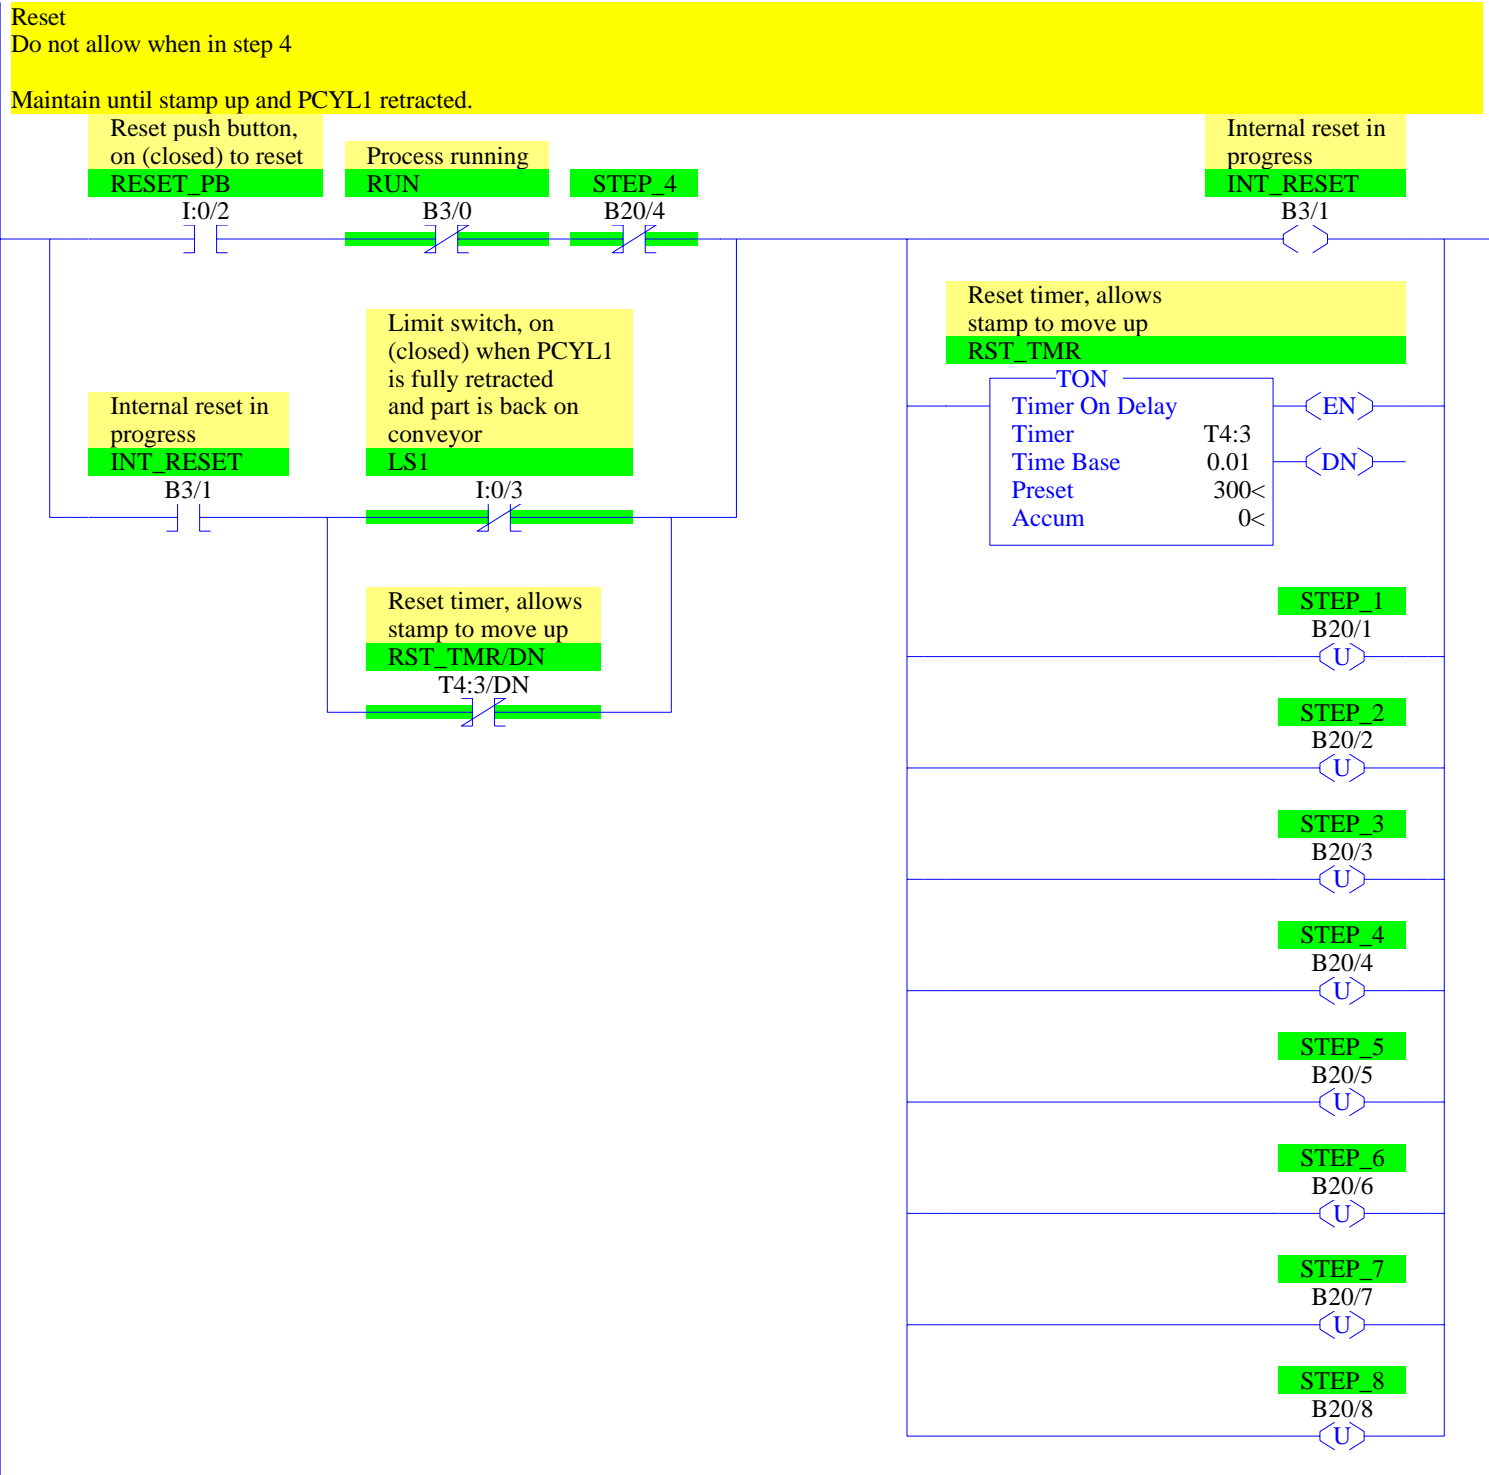 Reset
Do not allow when in step 4
Maintain until stamp up and PCYL1 retracted.
Reset push button,
on (closed) to reset
RESET_PB
I:0/2
Process running
RUN
B3/0
STEP_4
B20/4
Internal reset in
progress
INT_RESET
B3/1
Internal reset in
progress
INT_RESET
B3/1
Limit switch, on
(closed) when PCYL1
is fully retracted
and part is back on
conveyor
LS1
I:0/3
Reset timer, allows
stamp to move up
RST_TMR/DN
T4:3/DN
Reset timer, allows
stamp to move up
RST_TMR
TON
Timer On Delay
Timer T4:3
Time Base 0.01
Preset 300<
Accum 0<
EN
DN
STEP_1
B20/1
U
STEP_2
B20/2
U
STEP_3
B20/3
U
STEP_4
B20/4
U
STEP_5
B20/5
U
STEP_6
B20/6
U
STEP_7
B20/7
U
STEP_8
B20/8
U